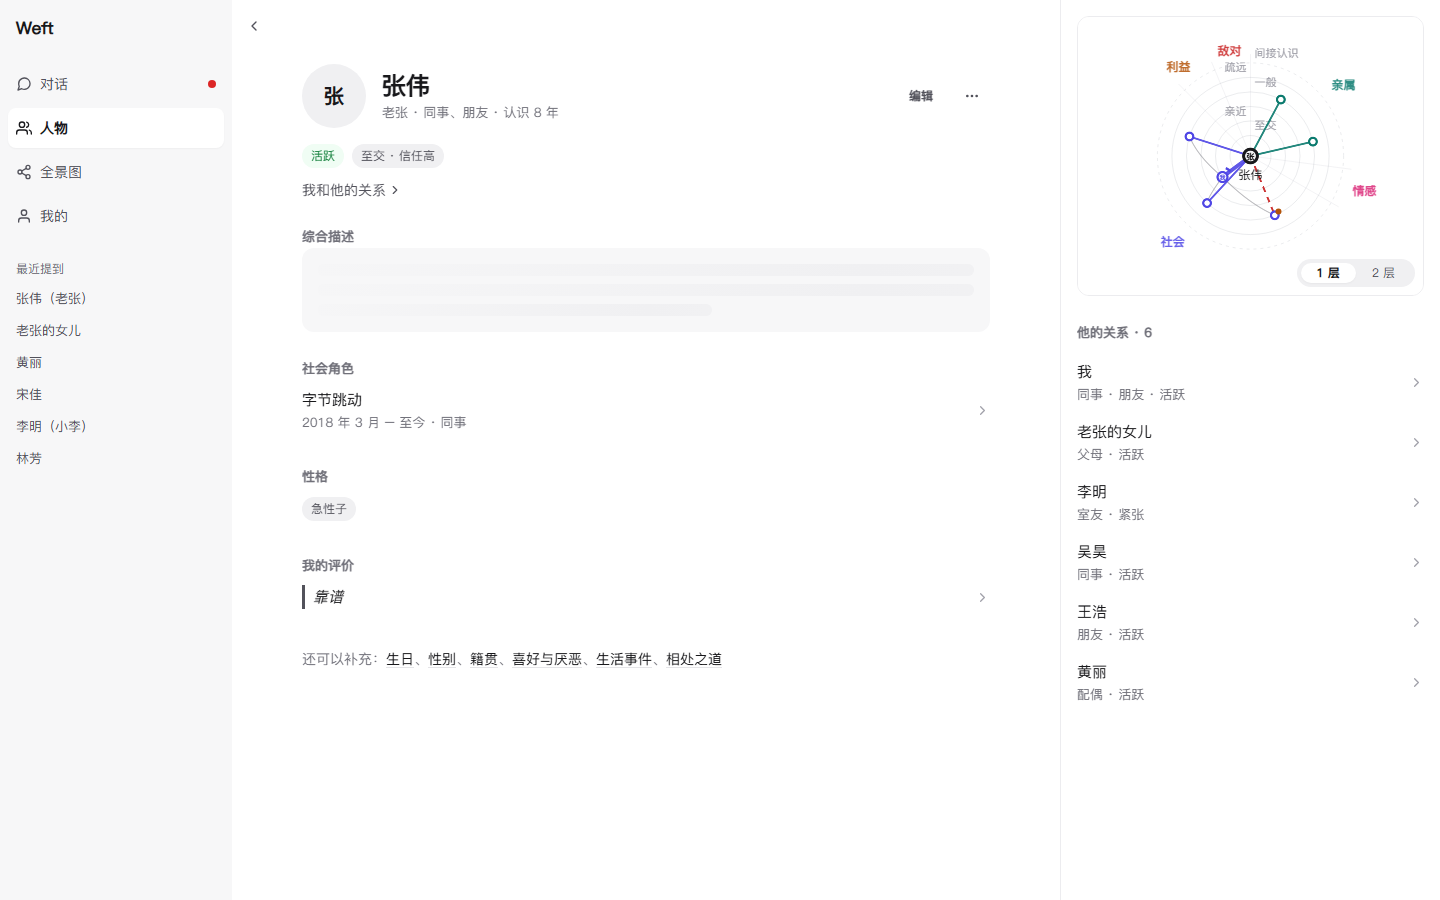 Weft
对话
人物
全景图
我的
最近提到
张伟（老张）
老张的女儿
黄丽
宋佳
李明（小李）
林芳
张
张伟
老张 · 同事、朋友 · 认识 8 年
编辑
活跃
至交 · 信任高
我和他的关系
综合描述
社会角色
字节跳动
2018 年 3 月 — 至今 · 同事
性格
急性子
我的评价
靠谱
还可以补充：生日、性别、籍贯、喜好与厌恶、生活事件、相处之道
敌对
间接认识
利益
疏远
一般
亲属
亲近
至交
张
我
张伟
情感
社会
1 层
2 层
他的关系 · 6
我
同事 · 朋友 · 活跃
老张的女儿
父母 · 活跃
李明
室友 · 紧张
吴昊
同事 · 活跃
王浩
朋友 · 活跃
黄丽
配偶 · 活跃